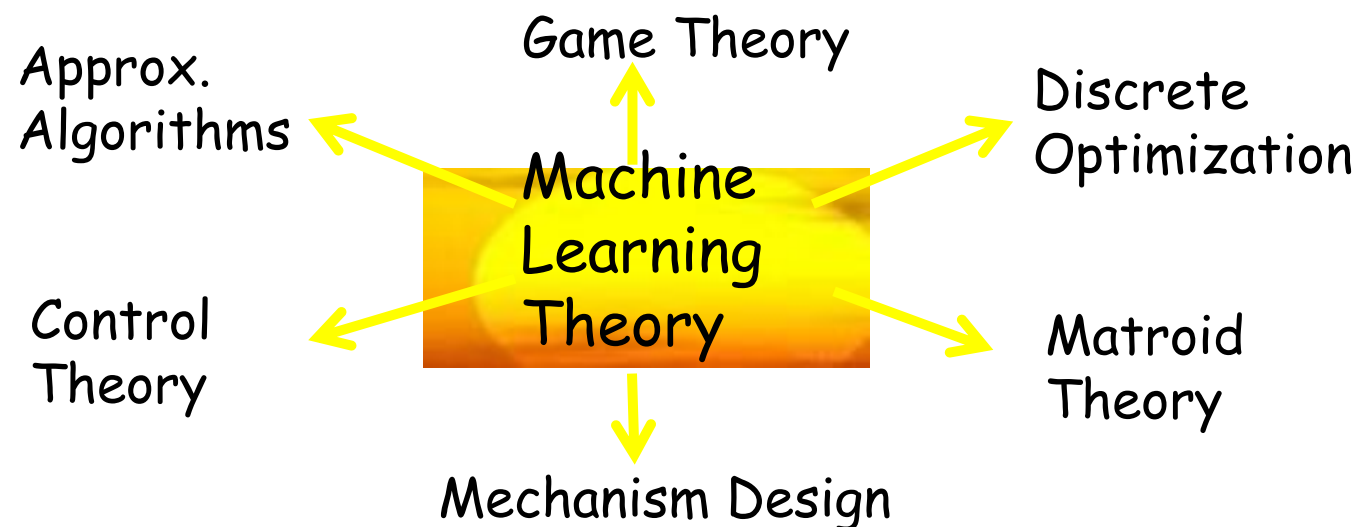 Game Theory
Approx.
Algorithms
Discrete
Optimization
Machine
Learning
Theory
Control
Theory
Matroid
Theory
Mechanism Design